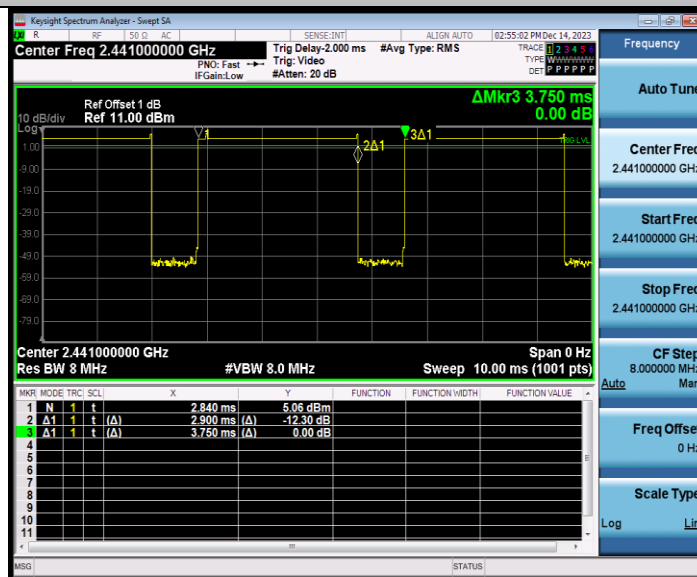 Keysight Spectrum Analyzer - Swept SA
LXI R RF 50 Ω AC SENSE:INT ALIGN AUTO 02:55:02 PM Dec 14, 2023
Center Freq 2.441000000 GHz
PNO: Fast
IFGain:Low
Trig Delay-2.000 ms
Trig: Video
#Atten: 20 dB
#Avg Type: RMS
TRACE 1 2 3 4 5 6
TYPE WWWWWW
DET P P P P P P
ΔMkr3 3.750 ms
0.00 dB
Ref Offset 1 dB
10 dB/div Ref 11.00 dBm
Log
1.00
-9.00
-19.0
-29.0
-39.0
-49.0
-59.0
-69.0
-79.0
1
2Δ1
3Δ1
TRIG LVL
Center 2.441000000 GHz Span 0 Hz
Res BW 8 MHz #VBW 8.0 MHz Sweep 10.00 ms (1001 pts)
MKR MODE TRC SCL X Y FUNCTION FUNCTION WIDTH FUNCTION VALUE
1 N 1 t 2.840 ms 5.06 dBm
2 Δ1 1 t (Δ) 2.900 ms (Δ) -12.30 dB
3 Δ1 1 t (Δ) 3.750 ms (Δ) 0.00 dB
4
5
6
7
8
9
10
11
MSG STATUS
Frequency
Auto Tune
Center Freq
2.441000000 GHz
Start Freq
2.441000000 GHz
Stop Freq
2.441000000 GHz
CF Step
8.000000 MHz
Auto Man
Freq Offset
0 Hz
Scale Type
Log Lin